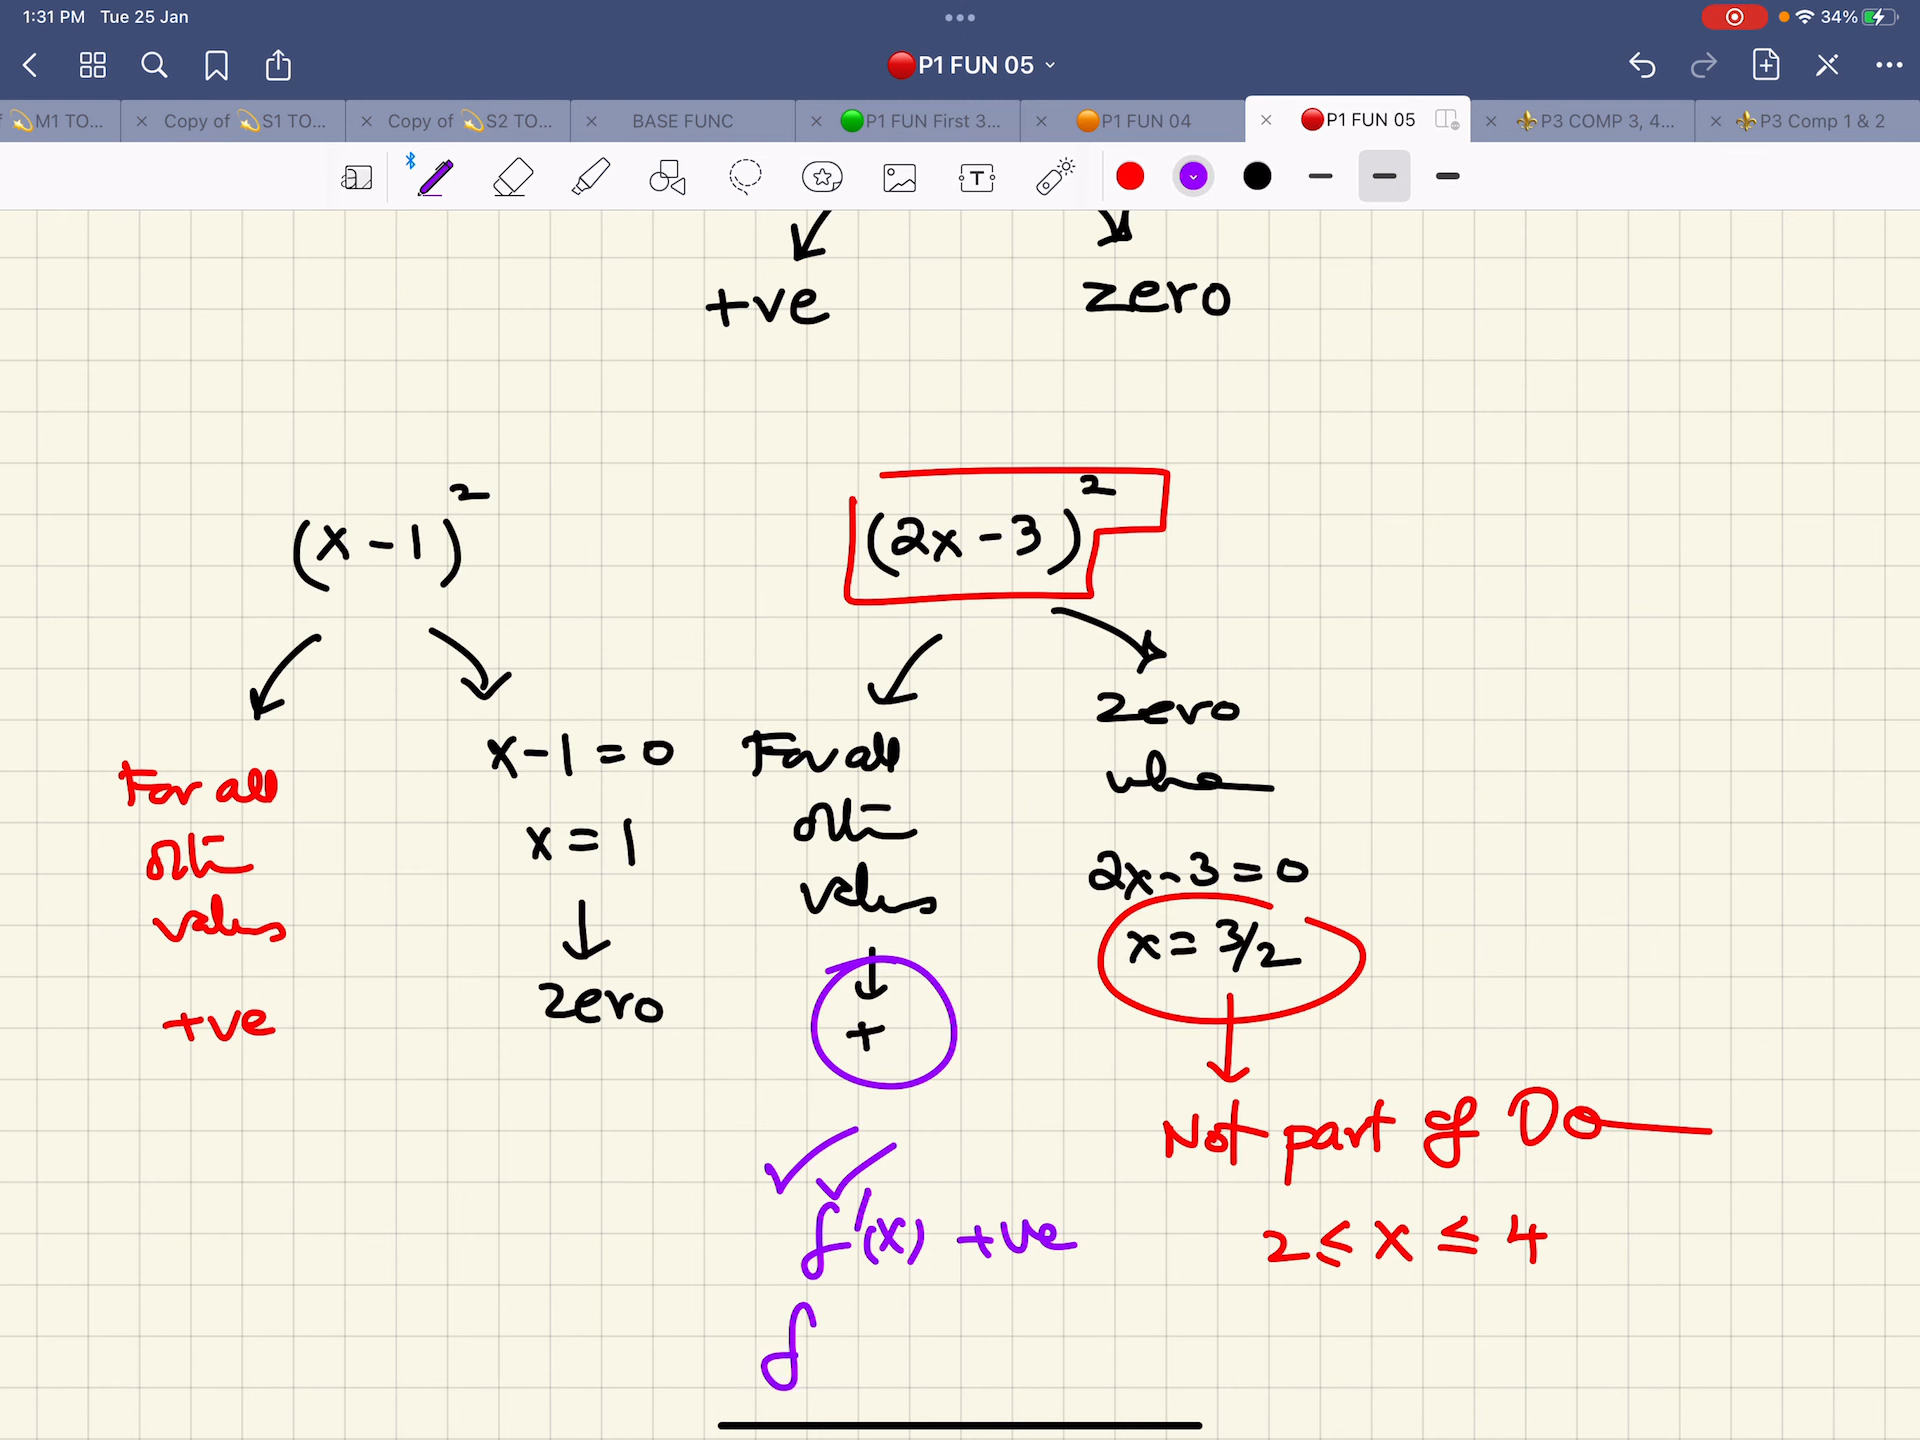 1:31 PM Tue 25 Jan
34%
P1 FUN 05
M1 TO...
Copy of S1 TO...
Copy of S2 TO...
BASE FUNC
P1 FUN First 3...
P1 FUN 04
P1 FUN 05
P3 COMP 3, 4...
P3 Comp 1 & 2
+ve
zero
(x - 1)²
For all
values
+ve
x - 1 = 0
x = 1
↓
zero
(2x - 3)²
For all
values
↓
+
zero
when
2x - 3 = 0
x = 3/2
↓
Not part of Do
2 ≤ x ≤ 4
✓✓
f'(x) +ve
f